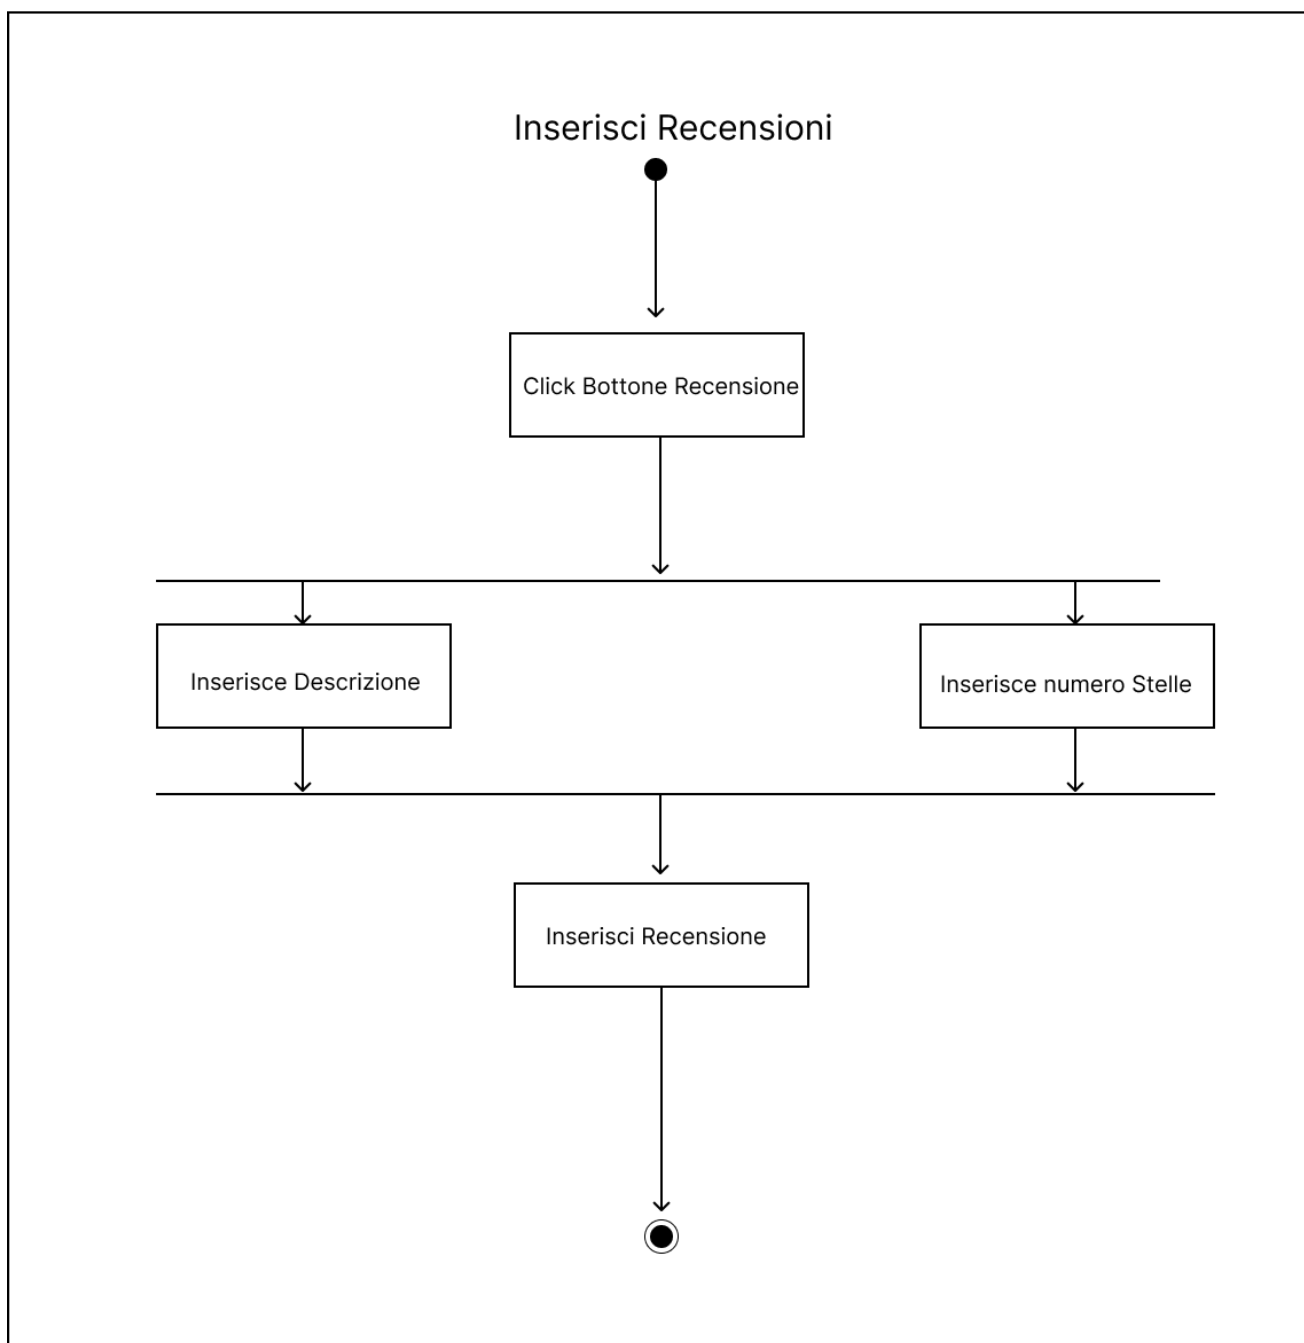 Inserisci Recensioni
Click Bottone Recensione
Inserisce Descrizione
Inserisce numero Stelle
Inserisci Recensione